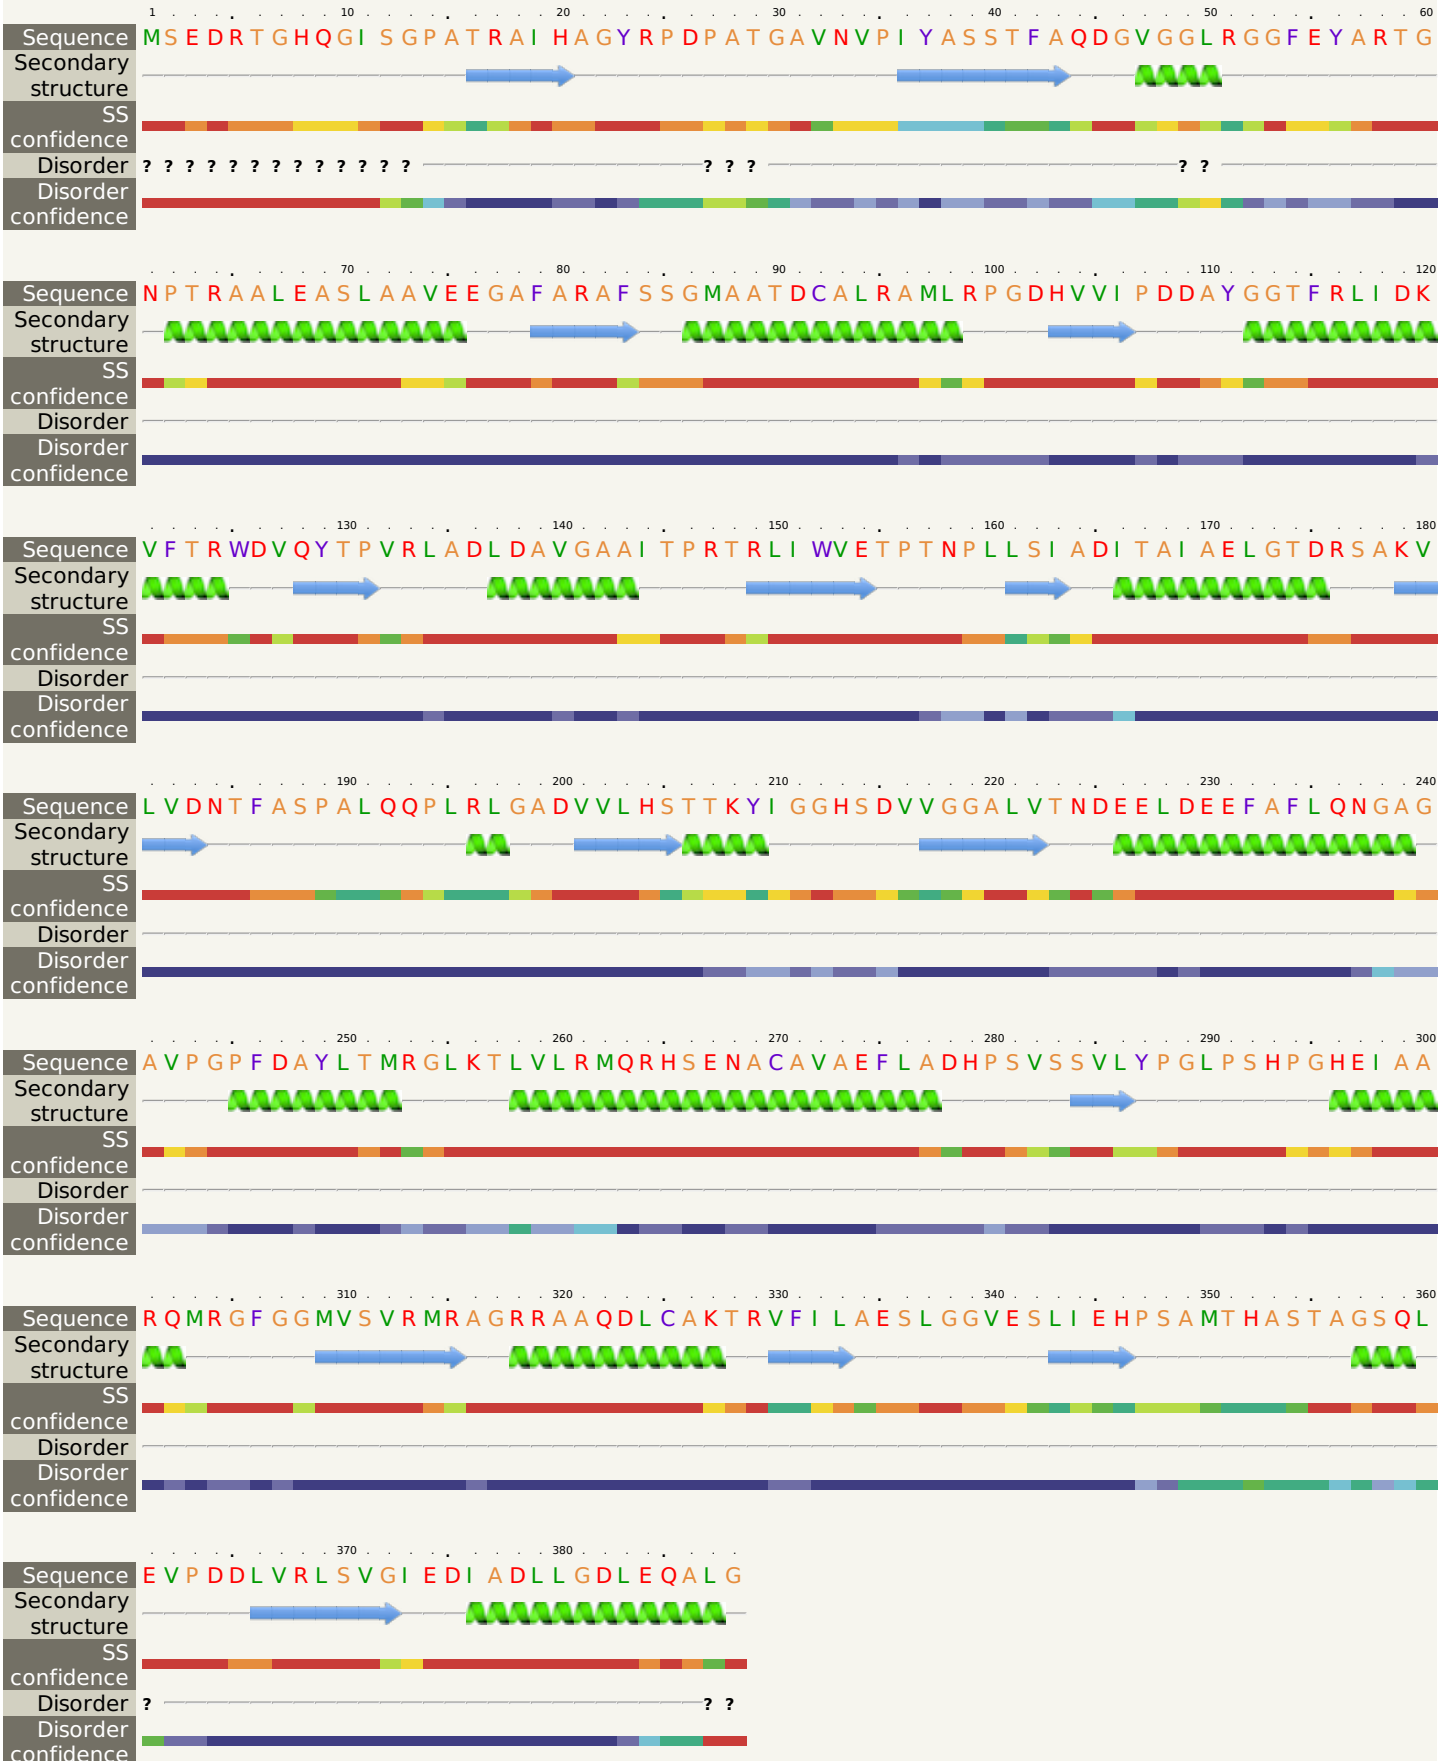 1 10 20 30 40 50 60
Sequence MSEDRTGHQGISGPATRAIHAGYRPDPATGAVNVPIYASSTFAQDGVGGLRGGFEYARTG
Secondary
structure
SS
confidence
Disorder ? ? ? ? ? ? ? ? ? ? ? ? ? ? ? ? ? ?
Disorder
confidence
70 80 90 100 110 120
Sequence NPTRAALEASLAAVEEGAFARAFSSGMAATDCALRAMLRPGDHVVIPDDAYGGTFRLIDK
Secondary
structure
SS
confidence
Disorder
Disorder
confidence
130 140 150 160 170 180
Sequence VFTRWDVQYTPVRLADLDAVGAAITPRTRLIWVETPTNPLLSIADITAIAELGTDRSAKV
Secondary
structure
SS
confidence
Disorder
Disorder
confidence
190 200 210 220 230 240
Sequence LVDNTFASPALQQPLRLGADVVLHSTTKYIGGHSDVVGGALVTNDEELDEEFAFLQNGAG
Secondary
structure
SS
confidence
Disorder
Disorder
confidence
250 260 270 280 290 300
Sequence AVPGPFDAYLTMRGLKTLVLRMQRHSENACAVAEFLADHPSVSSVLYPGLPSHPGHEIAA
Secondary
structure
SS
confidence
Disorder
Disorder
confidence
310 320 330 340 350 360
Sequence RQMRGFGGMVSVRMRAGRRAAQDLCAKTRVFILAESLGGVESLIEHPSAMTHASTAGSQL
Secondary
structure
SS
confidence
Disorder
Disorder
confidence
370 380
Sequence EVPDDLVRLSVGIEDIADLLGDLEQALG
Secondary
structure
SS
confidence
Disorder ? ? ?
Disorder
confidence